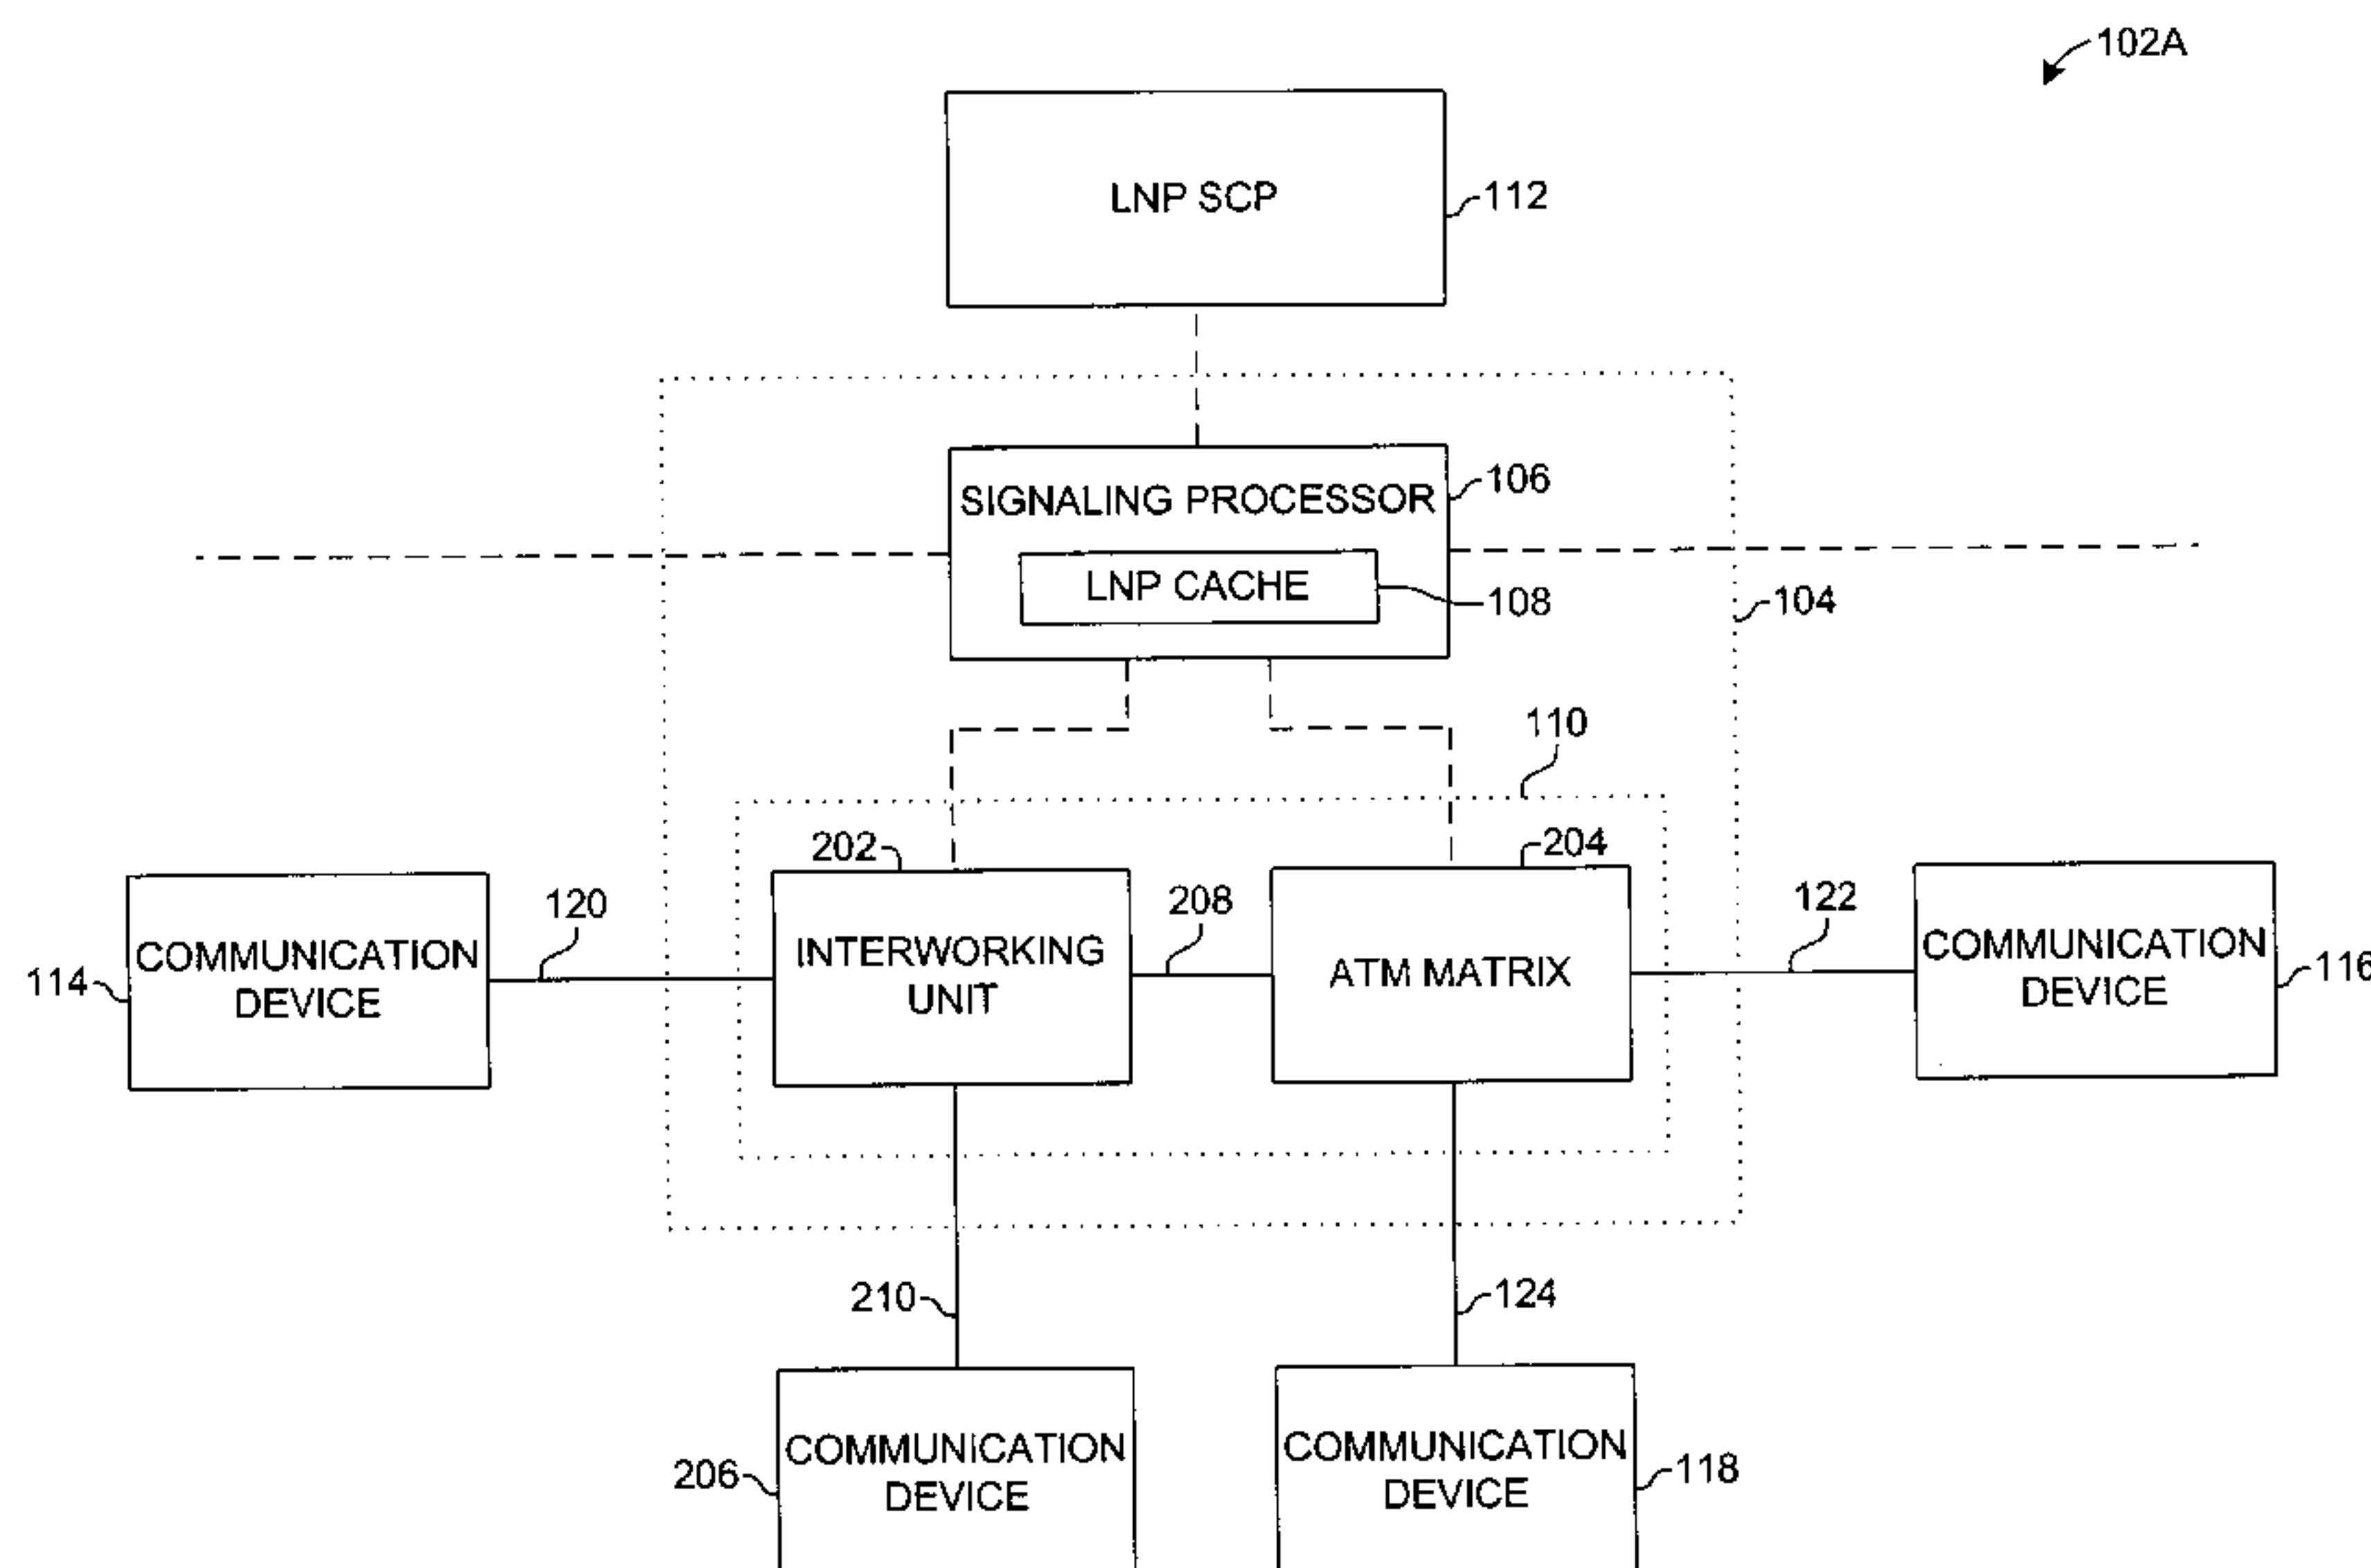 102A
LNP SCP
112
SIGNALING PROCESSOR
106
LNP CACHE
108
104
110
202
204
120
208
122
COMMUNICATION
DEVICE
114
INTERWORKING
UNIT
ATM MATRIX
COMMUNICATION
DEVICE
116
210
124
COMMUNICATION
DEVICE
206
COMMUNICATION
DEVICE
118